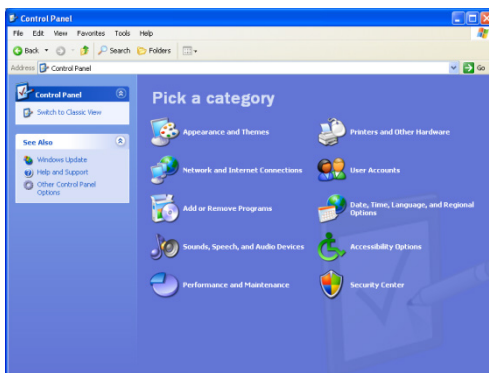 Control Panel
File Edit View Favorites Tools Help
Back Search Folders
Address Control Panel Go
Control Panel
Switch to Classic View
See Also
Windows Update
Help and Support
Other Control Panel
Options
Pick a category
Appearance and Themes
Printers and Other Hardware
Network and Internet Connections
User Accounts
Add or Remove Programs
Date, Time, Language, and Regional
Options
Sounds, Speech, and Audio Devices
Accessibility Options
Performance and Maintenance
Security Center